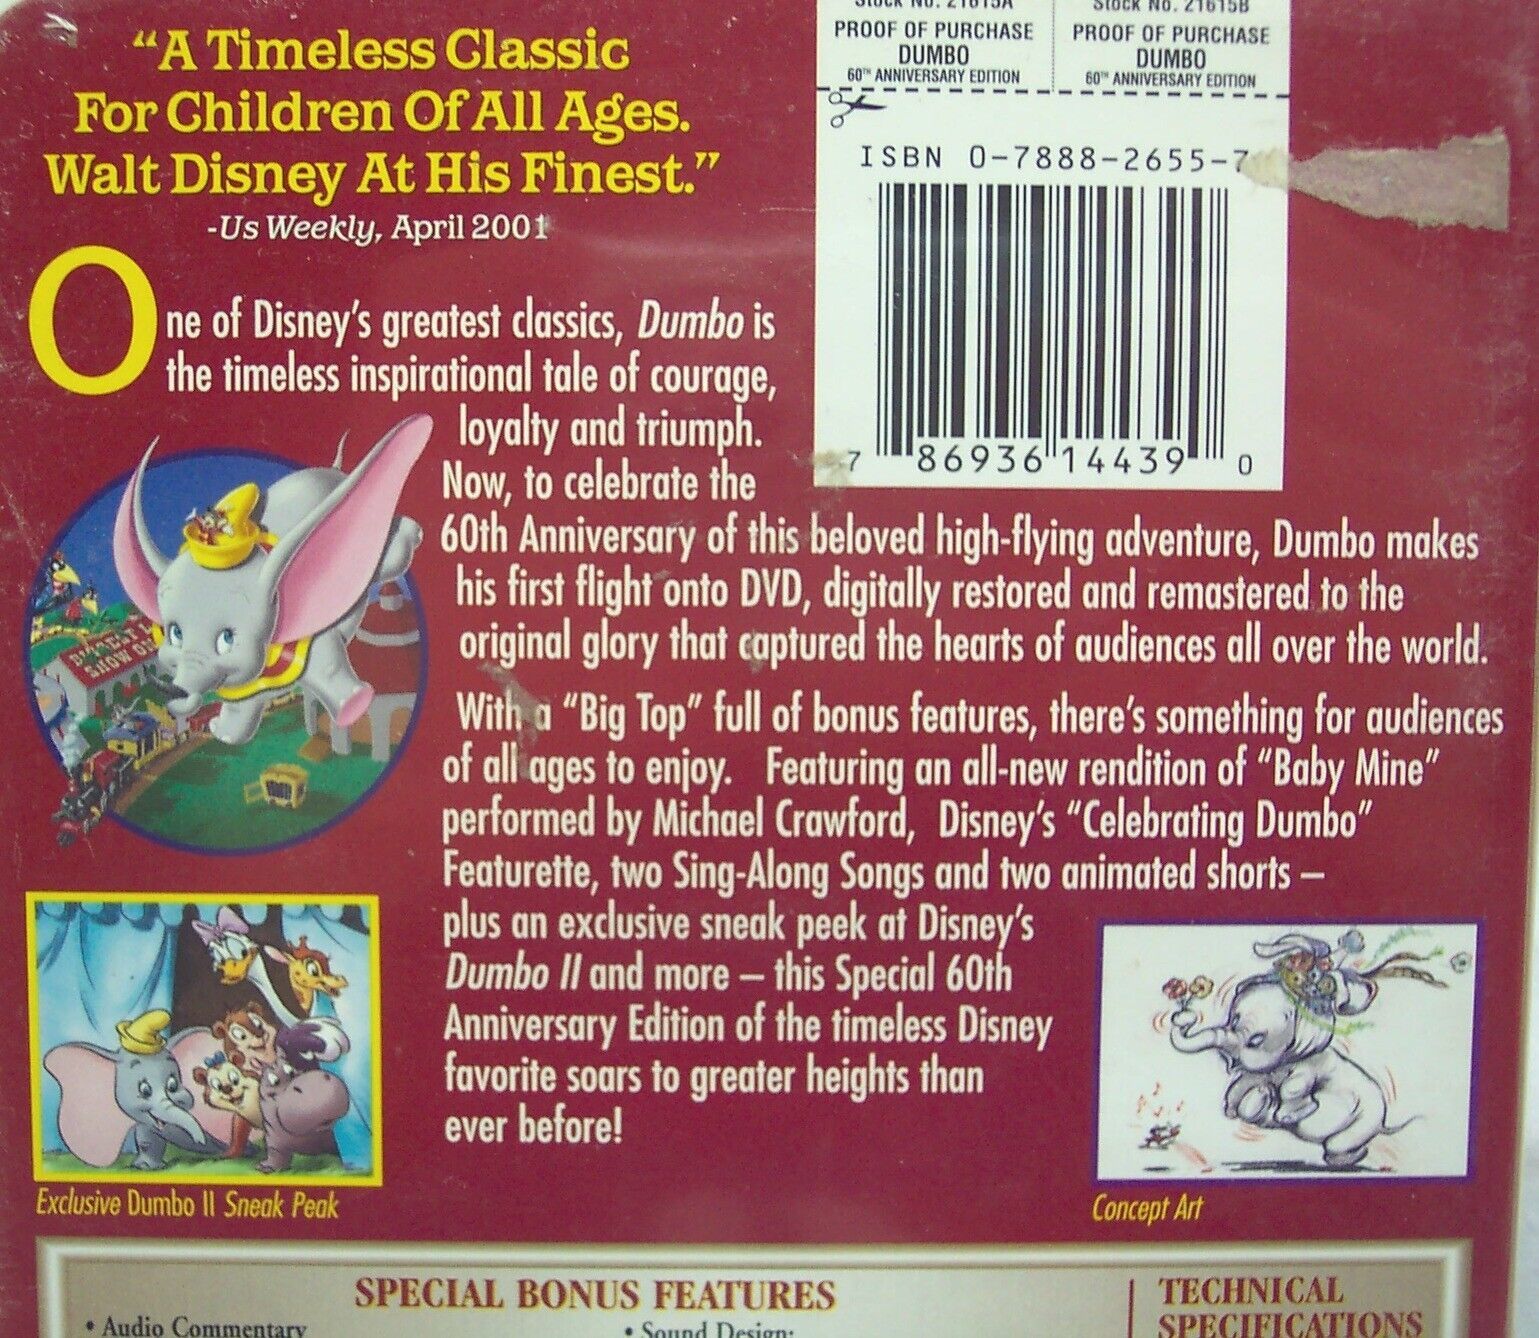 "A Timeless Classic
For Children Of All Ages.
Walt Disney At His Finest."
-Us Weekly, April 2001
Stock No. 21615A
PROOF OF PURCHASE
DUMBO
60TH ANNIVERSARY EDITION
Stock No. 21615B
PROOF OF PURCHASE
DUMBO
60TH ANNIVERSARY EDITION
ISBN 0-7888-2655-7
7 86936 14439 0
One of Disney's greatest classics, Dumbo is
the timeless inspirational tale of courage,
loyalty and triumph.
Now, to celebrate the
60th Anniversary of this beloved high-flying adventure, Dumbo makes
his first flight onto DVD, digitally restored and remastered to the
original glory that captured the hearts of audiences all over the world.
With a "Big Top" full of bonus features, there's something for audiences
of all ages to enjoy. Featuring an all-new rendition of "Baby Mine"
performed by Michael Crawford, Disney's "Celebrating Dumbo"
Featurette, two Sing-Along Songs and two animated shorts –
plus an exclusive sneak peek at Disney's
Dumbo II and more – this Special 60th
Anniversary Edition of the timeless Disney
favorite soars to greater heights than
ever before!
Exclusive Dumbo II Sneak Peak
Concept Art
SPECIAL BONUS FEATURES
• Audio Commentary
• Sound Design:
TECHNICAL
SPECIFICATIONS